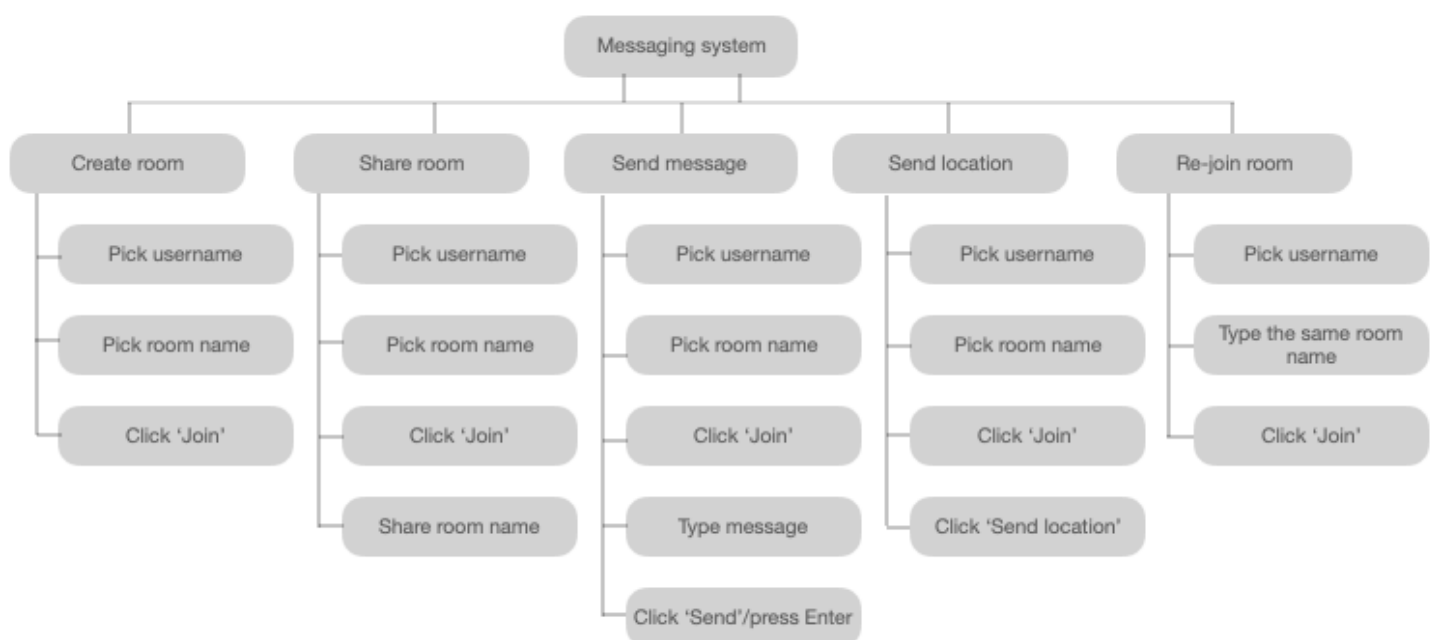 Messaging system
Create room
Share room
Send message
Send location
Re-join room
Pick username
Pick username
Pick username
Pick username
Pick username
Pick room name
Pick room name
Pick room name
Pick room name
Type the same room
name
Click ‘Join’
Click ‘Join’
Click ‘Join’
Click ‘Join’
Click ‘Join’
Share room name
Type message
Click ‘Send location’
Click ‘Send’/press Enter